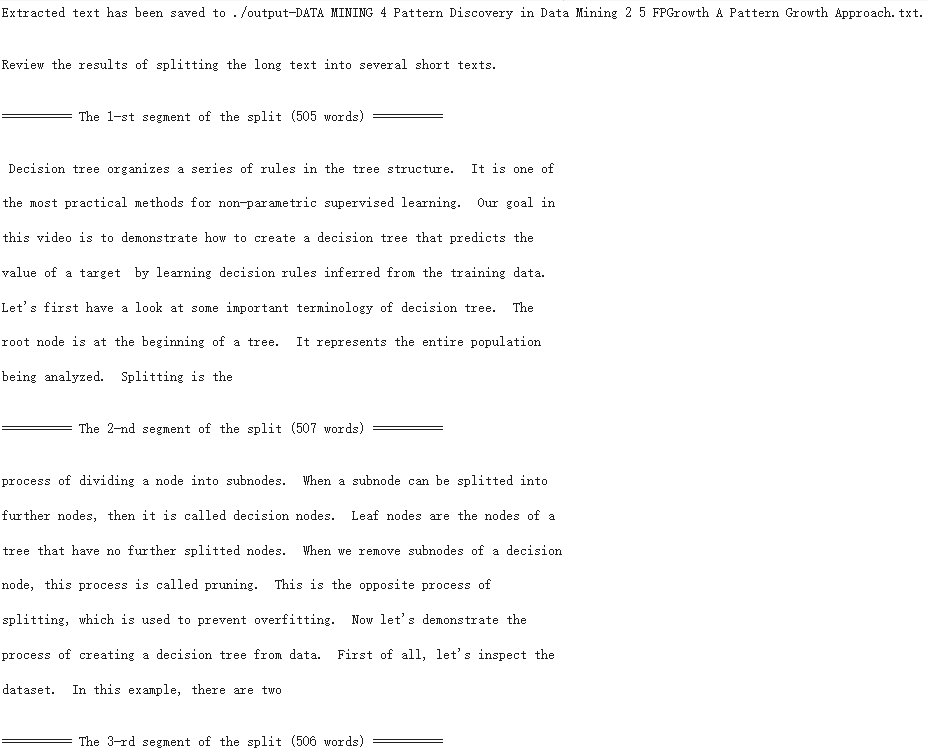 Extracted text has been saved to ./output-DATA MINING 4 Pattern Discovery in Data Mining 2 5 FPGrowth A Pattern Growth Approach.txt.
Review the results of splitting the long text into several short texts.
══════════ The 1-st segment of the split (505 words) ══════════
Decision tree organizes a series of rules in the tree structure.  It is one of
the most practical methods for non-parametric supervised learning.  Our goal in
this video is to demonstrate how to create a decision tree that predicts the
value of a target  by learning decision rules inferred from the training data.
Let's first have a look at some important terminology of decision tree.  The
root node is at the beginning of a tree.  It represents the entire population
being analyzed.  Splitting is the
══════════ The 2-nd segment of the split (507 words) ══════════
process of dividing a node into subnodes.  When a subnode can be splitted into
further nodes, then it is called decision nodes.  Leaf nodes are the nodes of a
tree that have no further splitted nodes.  When we remove subnodes of a decision
node, this process is called pruning.  This is the opposite process of
splitting, which is used to prevent overfitting.  Now let's demonstrate the
process of creating a decision tree from data.  First of all, let's inspect the
dataset.  In this example, there are two
══════════ The 3-rd segment of the split (506 words) ══════════